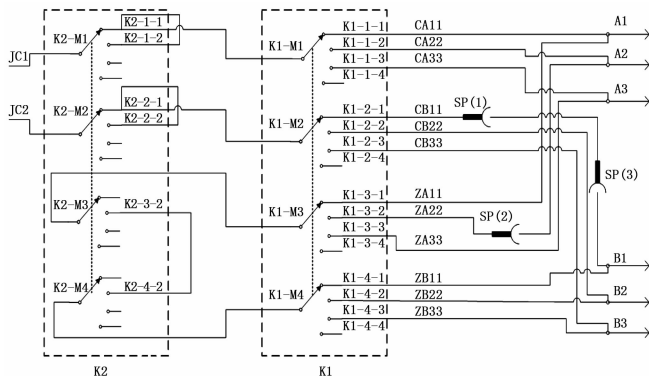 JC1
JC2
K2-M1
K2-1-1
K2-1-2
K2-M2
K2-2-1
K2-2-2
K2-M3
K2-3-2
K2-M4
K2-4-2
K2
K1-M1
K1-1-1
K1-1-2
K1-1-3
K1-1-4
K1-M2
K1-2-1
K1-2-2
K1-2-3
K1-2-4
K1-M3
K1-3-1
K1-3-2
K1-3-3
K1-3-4
K1-M4
K1-4-1
K1-4-2
K1-4-3
K1-4-4
K1
CA11
CA22
CA33
CB11
CB22
CB33
ZA11
ZA22
ZA33
ZB11
ZB22
ZB33
SP(1)
SP(2)
SP(3)
A1
A2
A3
B1
B2
B3